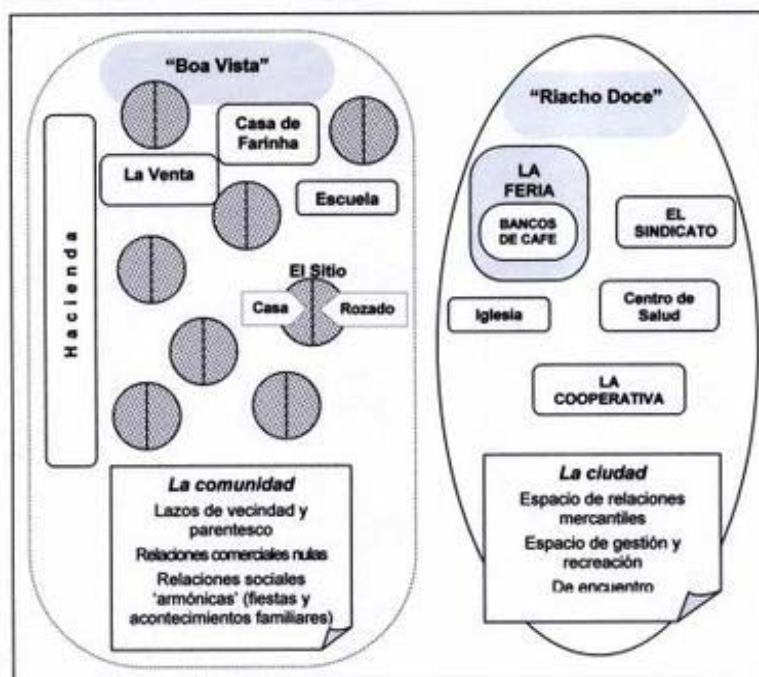 "Boa Vista"
Casa de
Farinha
La Venta
Escuela
Hacienda
El Sitio
Casa
Rozado
La comunidad
Lazos de vecindad y
parentesco
Relaciones comerciales nulas
Relaciones sociales
'armónicas' (fiestas y
acontecimientos familiares)
"Riacho Doce"
LA
FERIA
BANCOS
DE CAFE
EL
SINDICATO
Iglesia
Centro de
Salud
LA
COOPERATIVA
La ciudad
Espacio de relaciones
mercantiles
Espacio de gestión y
recreación
De encuentro